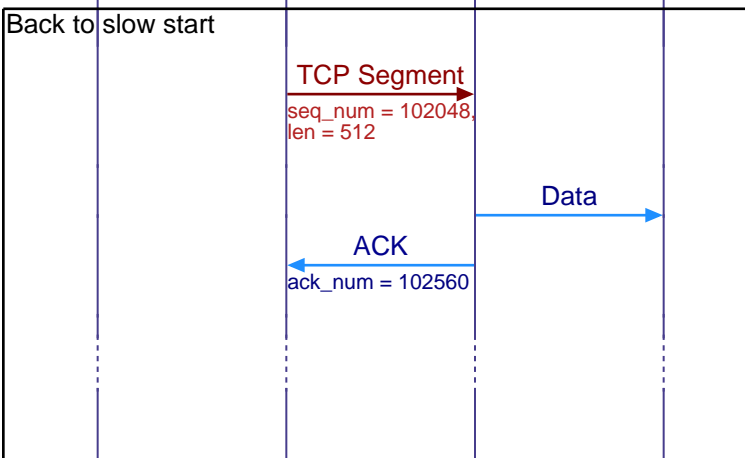 Back to slow start
TCP Segment
seq_num = 102048,
len = 512
Data
ACK
ack_num = 102560